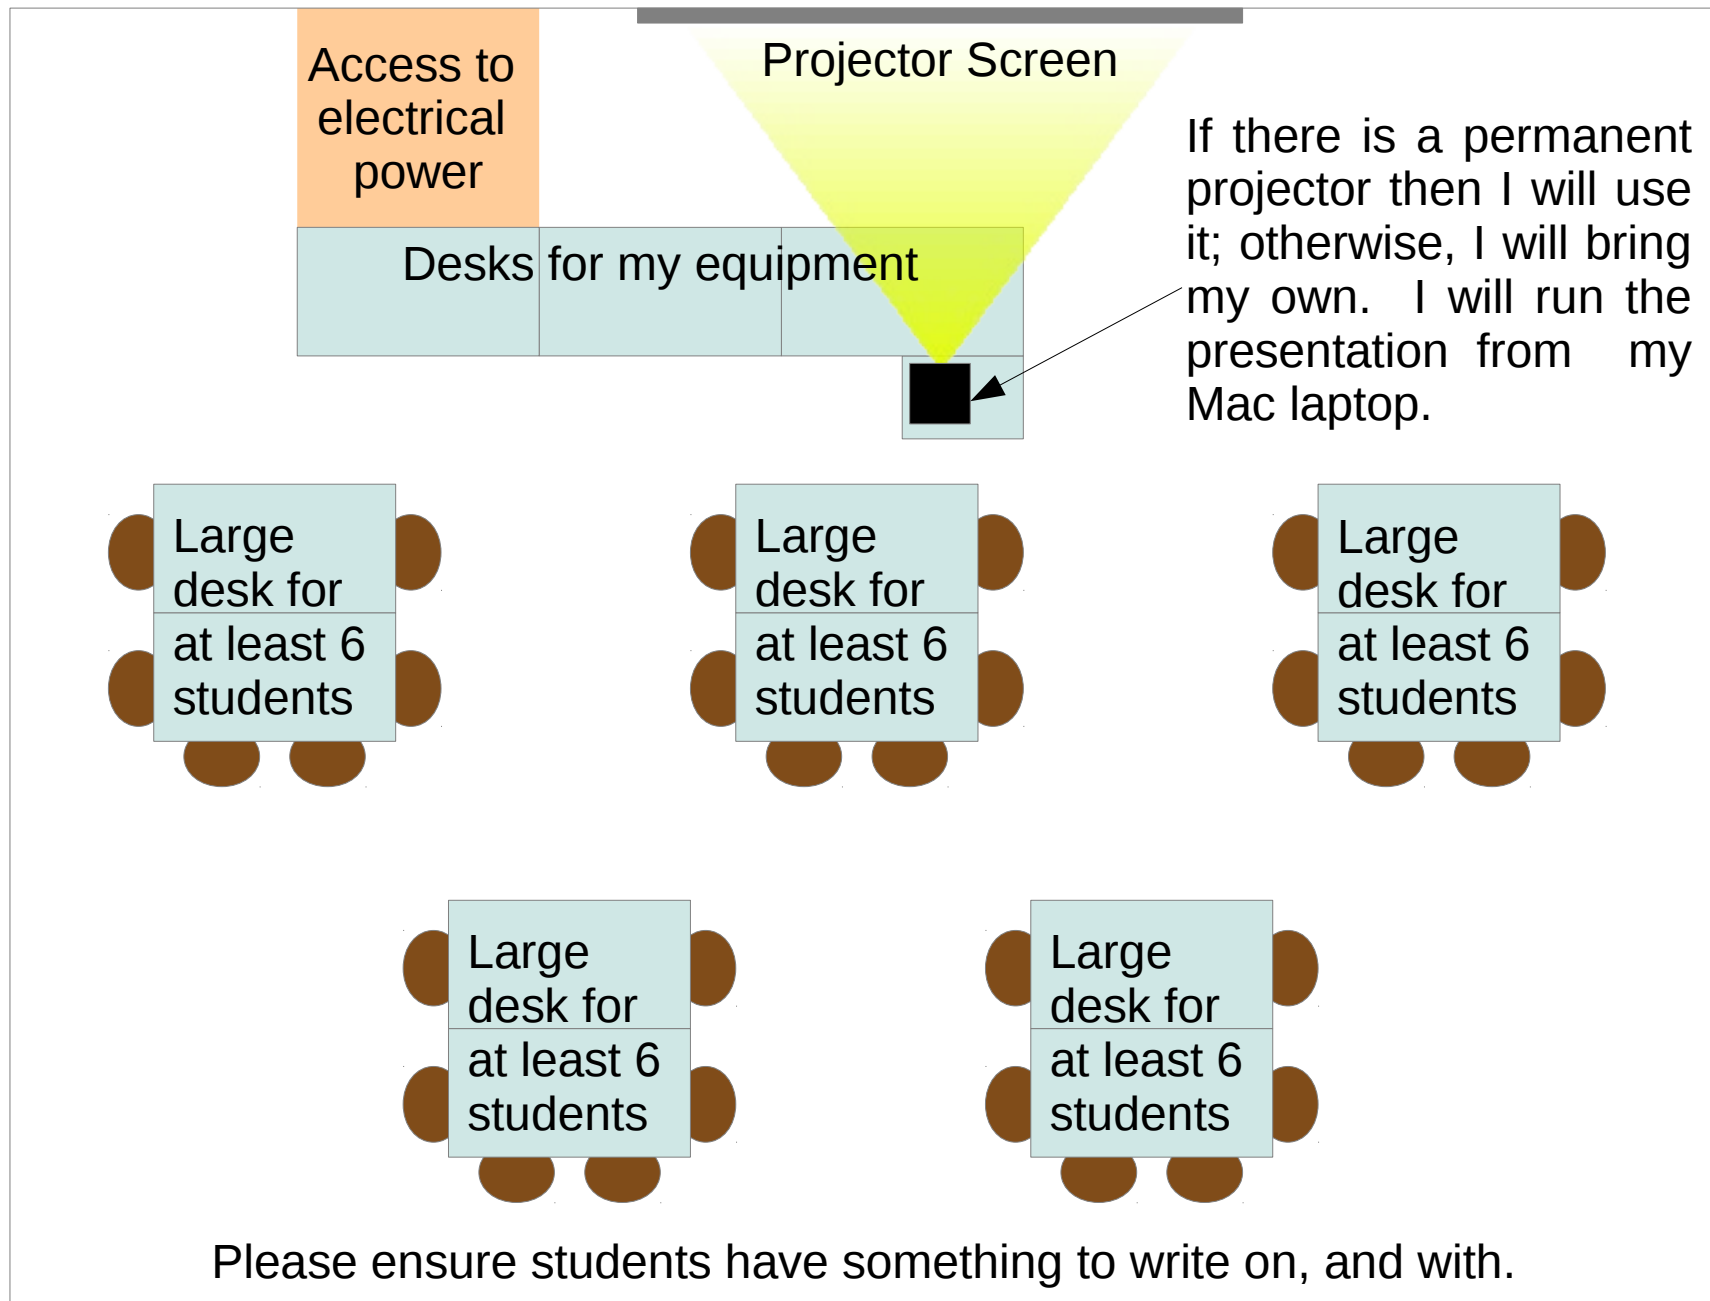 Access to
electrical
power
Projector Screen
If there is a permanent
projector then I will use
it; otherwise, I will bring
my own. I will run the
presentation from my
Mac laptop.
Desks for my equipment
Large
desk for
at least 6
students
Large
desk for
at least 6
students
Large
desk for
at least 6
students
Large
desk for
at least 6
students
Large
desk for
at least 6
students
Please ensure students have something to write on, and with.